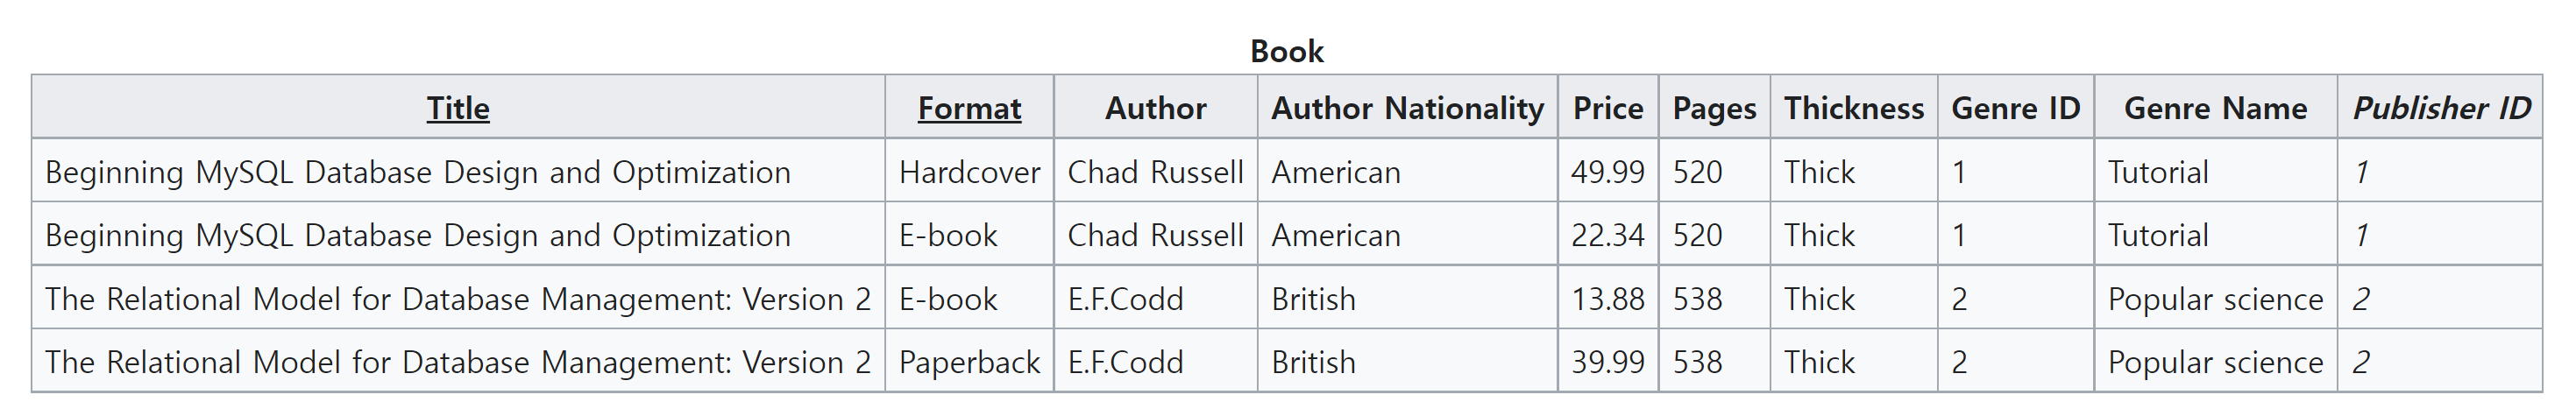 Book
Title Format Author Author Nationality Price Pages Thickness Genre ID Genre Name Publisher ID
Beginning MySQL Database Design and Optimization Hardcover Chad Russell American 49.99 520 Thick 1 Tutorial 1
Beginning MySQL Database Design and Optimization E-book Chad Russell American 22.34 520 Thick 1 Tutorial 1
The Relational Model for Database Management: Version 2 E-book E.F.Codd British 13.88 538 Thick 2 Popular science 2
The Relational Model for Database Management: Version 2 Paperback E.F.Codd British 39.99 538 Thick 2 Popular science 2